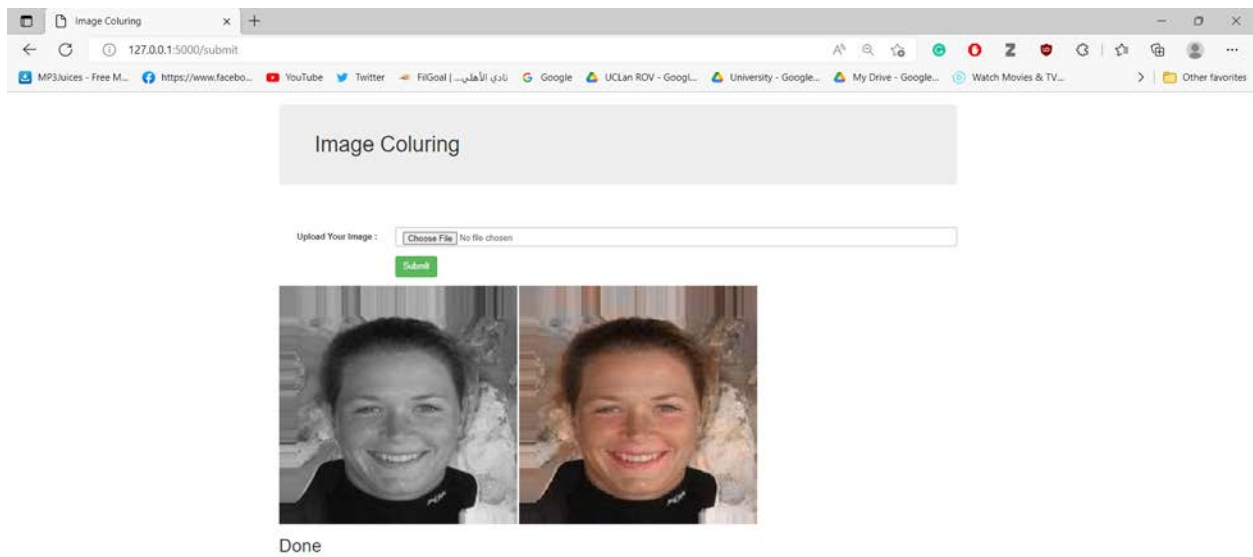 Image Coluring
127.0.0.1:5000/submit
MP3Juices - Free M... https://www.facebo... YouTube Twitter FilGoal | ...نادي الأهلي Google UCLan ROV - Googl... University - Google... My Drive - Google... Watch Movies & TV... Other favorites
Image Coluring
Upload Your Image : Choose File No file chosen
Submit
Done